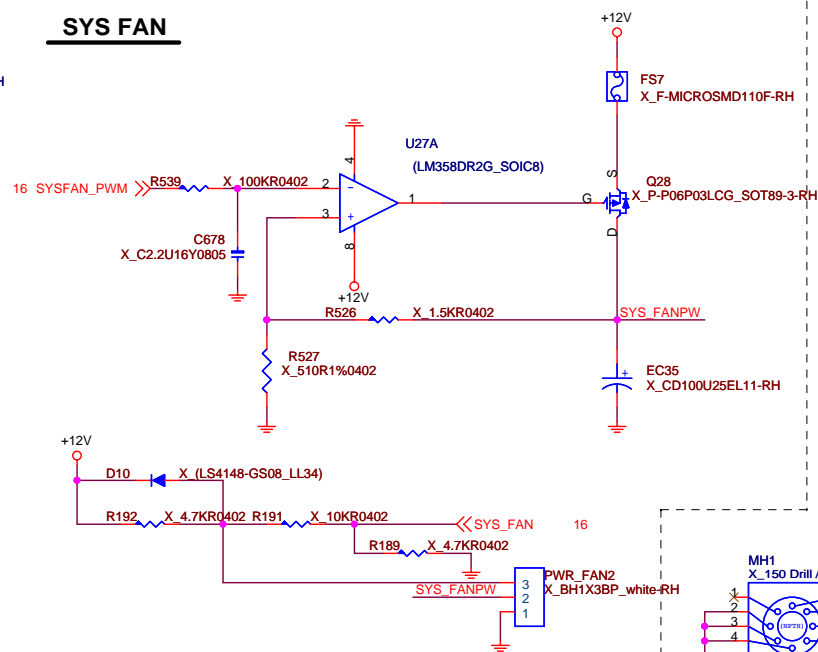 SYS FAN
+12V
H
FS7
X_F-MICROSMD110F-RH
U27A
(LM358DR2G_SOIC8)
4
S
16 SYSFAN_PWM R539 X_100KR0402 2 − 1 G Q28
X_P-P06P03LCG_SOT89-3-RH
3 +
8
D
C678
X_C2.2U16Y0805
+12V
R526 X_1.5KR0402 SYS_FANPW
R527
X_510R1%0402
+
EC35
X_CD100U25EL11-RH
+12V
D10 X_(LS4148-GS08_LL34)
R192 X_4.7KR0402 R191 X_10KR0402 SYS_FAN 16
R189 X_4.7KR0402
MH1
X_150 Drill /
PWR_FAN2
X_BH1X3BP_white-RH
SYS_FANPW
3
2
1
1
2
3
4
(NPTH)